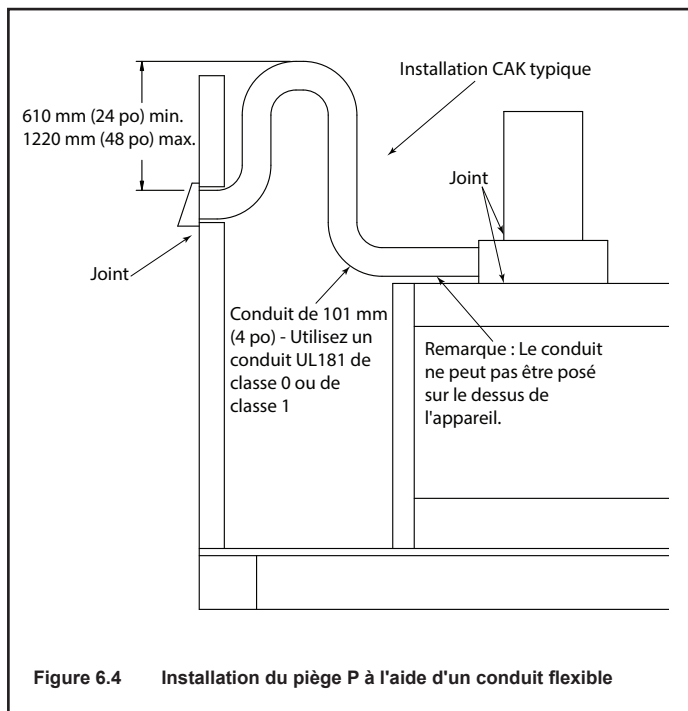 610 mm (24 po) min.
1220 mm (48 po) max.
Installation CAK typique
Joint
Joint
Conduit de 101 mm
(4 po) - Utilisez un
conduit UL181 de
classe 0 ou de
classe 1
Remarque : Le conduit
ne peut pas être posé
sur le dessus de
l'appareil.
Figure 6.4 Installation du piège P à l'aide d'un conduit flexible